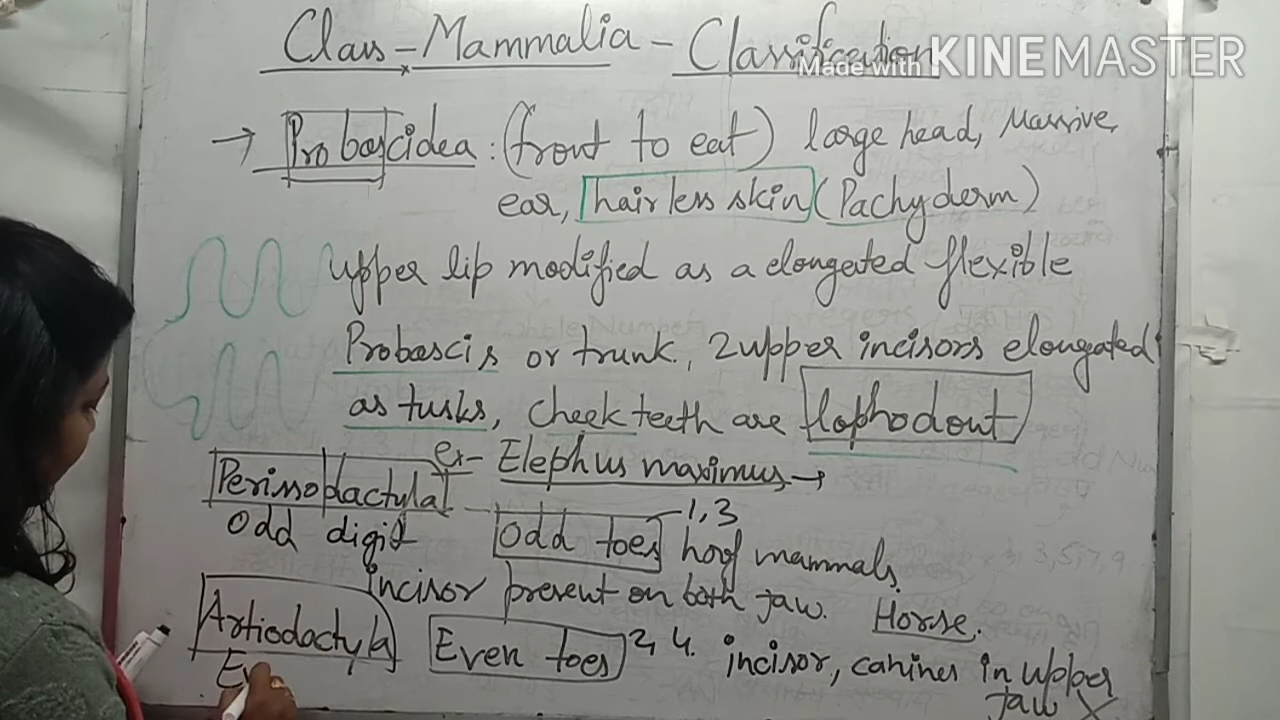 Class - Mammalia - Classification
Made with KINEMASTER
→ Proboscidea : (front to eat) large head, Massive,
ear, hairless skin (Pachyderm)
upper lip modified as a elongated flexible
Proboscis or trunk, 2 upper incisors elongated
as tusks, cheek teeth are lophodont
ex- Elephus maximus →
Perissodactyla - Odd toes - 1, 3
Odd digit hoof mammals.
incisor present on both jaw. Horse.
Artiodactyla Even toes 2, 4. incisor, canines in upper
Ev jaw X